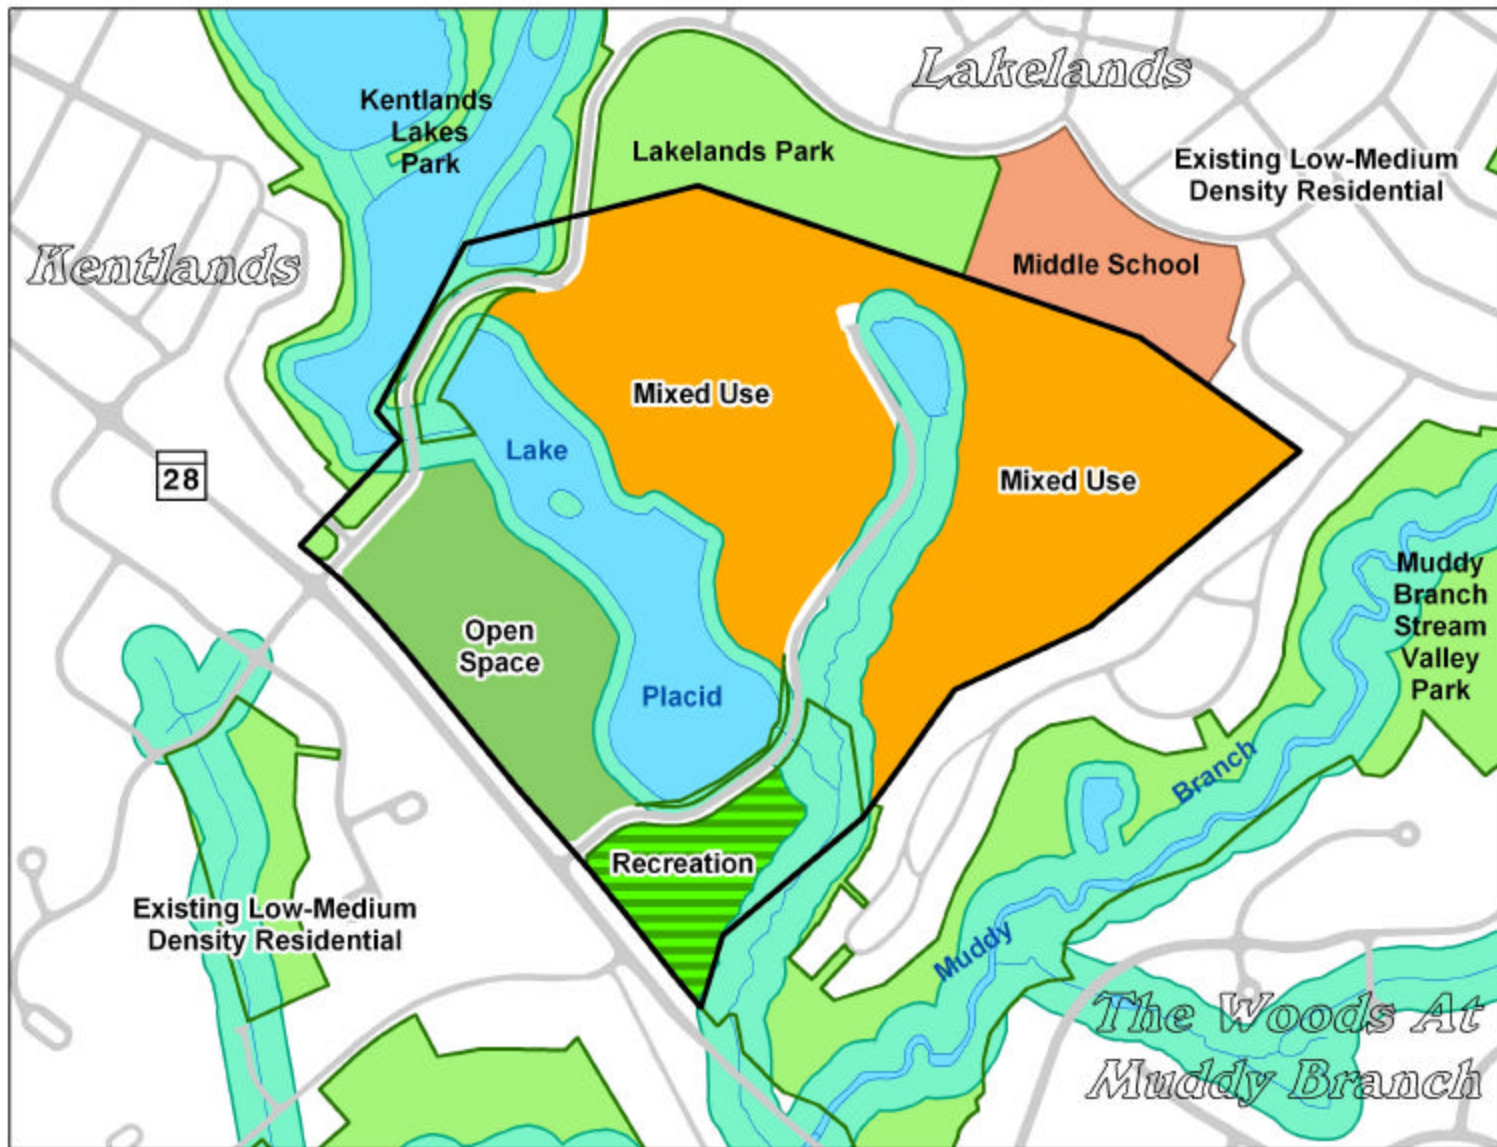 Lakelands
Kentlands
Lakes
Park
Lakelands Park
Existing Low-Medium
Density Residential
Kentlands
Middle School
Mixed Use
Lake
28
Mixed Use
Muddy
Branch
Stream
Valley
Park
Open
Space
Placid
Branch
Recreation
Existing Low-Medium
Density Residential
Muddy
The Woods At
Muddy Branch